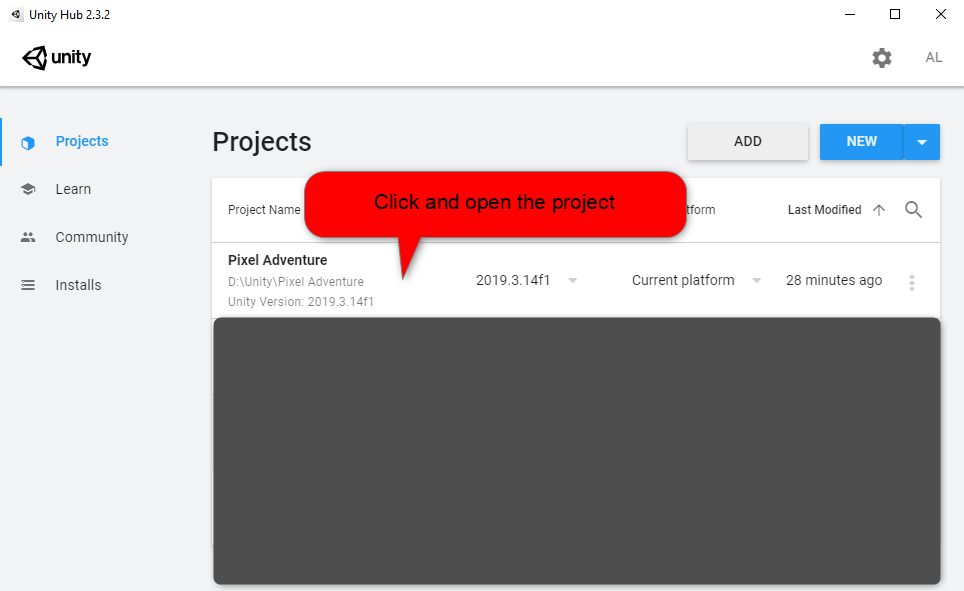 Unity Hub 2.3.2
unity
AL
Projects
Learn
Community
Installs
Projects
ADD
NEW
Project Name
Click and open the project
Last Modified
Pixel Adventure
D:\Unity\Pixel Adventure
Unity Version: 2019.3.14f1
2019.3.14f1
Current platform
28 minutes ago